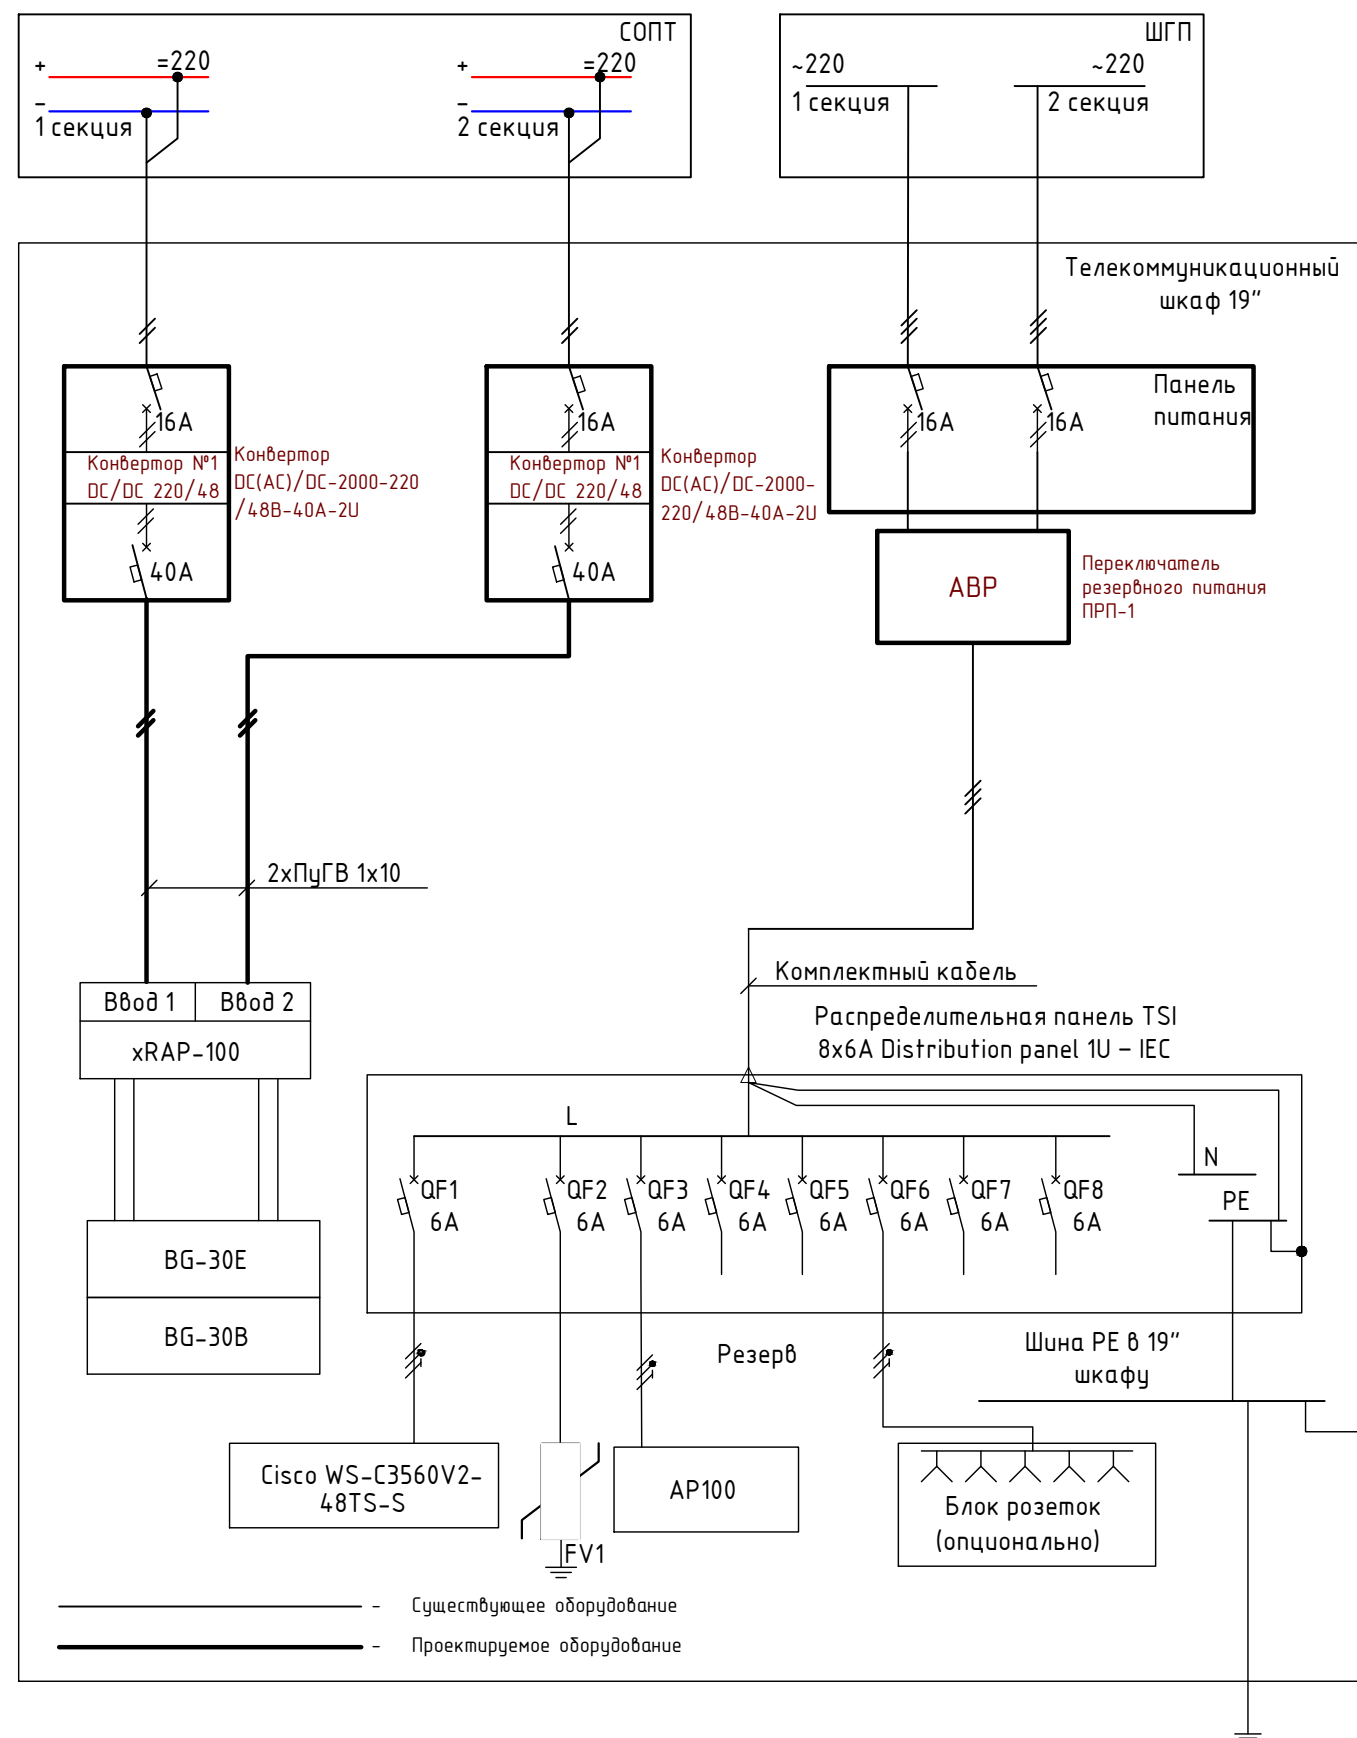 СОПТ
+
=220
–
1 секция
+
=220
–
2 секция
ШГП
~220
1 секция
~220
2 секция
Телекоммуникационный
шкаф 19"
16А
Конвертор №1
DC/DC 220/48
40А
Конвертор
DC(AC)/DC-2000-220
/48В-40А-2U
16А
Конвертор №1
DC/DC 220/48
40А
Конвертор
DC(AC)/DC-2000-
220/48В-40А-2U
Панель
питания
16А
16А
АВР
Переключатель
резервного питания
ПРП-1
2хПуГВ 1х10
Ввод 1
Ввод 2
xRAP-100
BG-30E
BG-30B
Комплектный кабель
Распределительная панель TSI
8x6A Distribution panel 1U – IEC
L
N
PE
QF1
6А
QF2
6А
QF3
6А
QF4
6А
QF5
6А
QF6
6А
QF7
6А
QF8
6А
Резерв
Шина PE в 19"
шкафу
Cisco WS-C3560V2-
48TS-S
FV1
AP100
Блок розеток
(опционально)
– Существующее оборудование
– Проектируемое оборудование